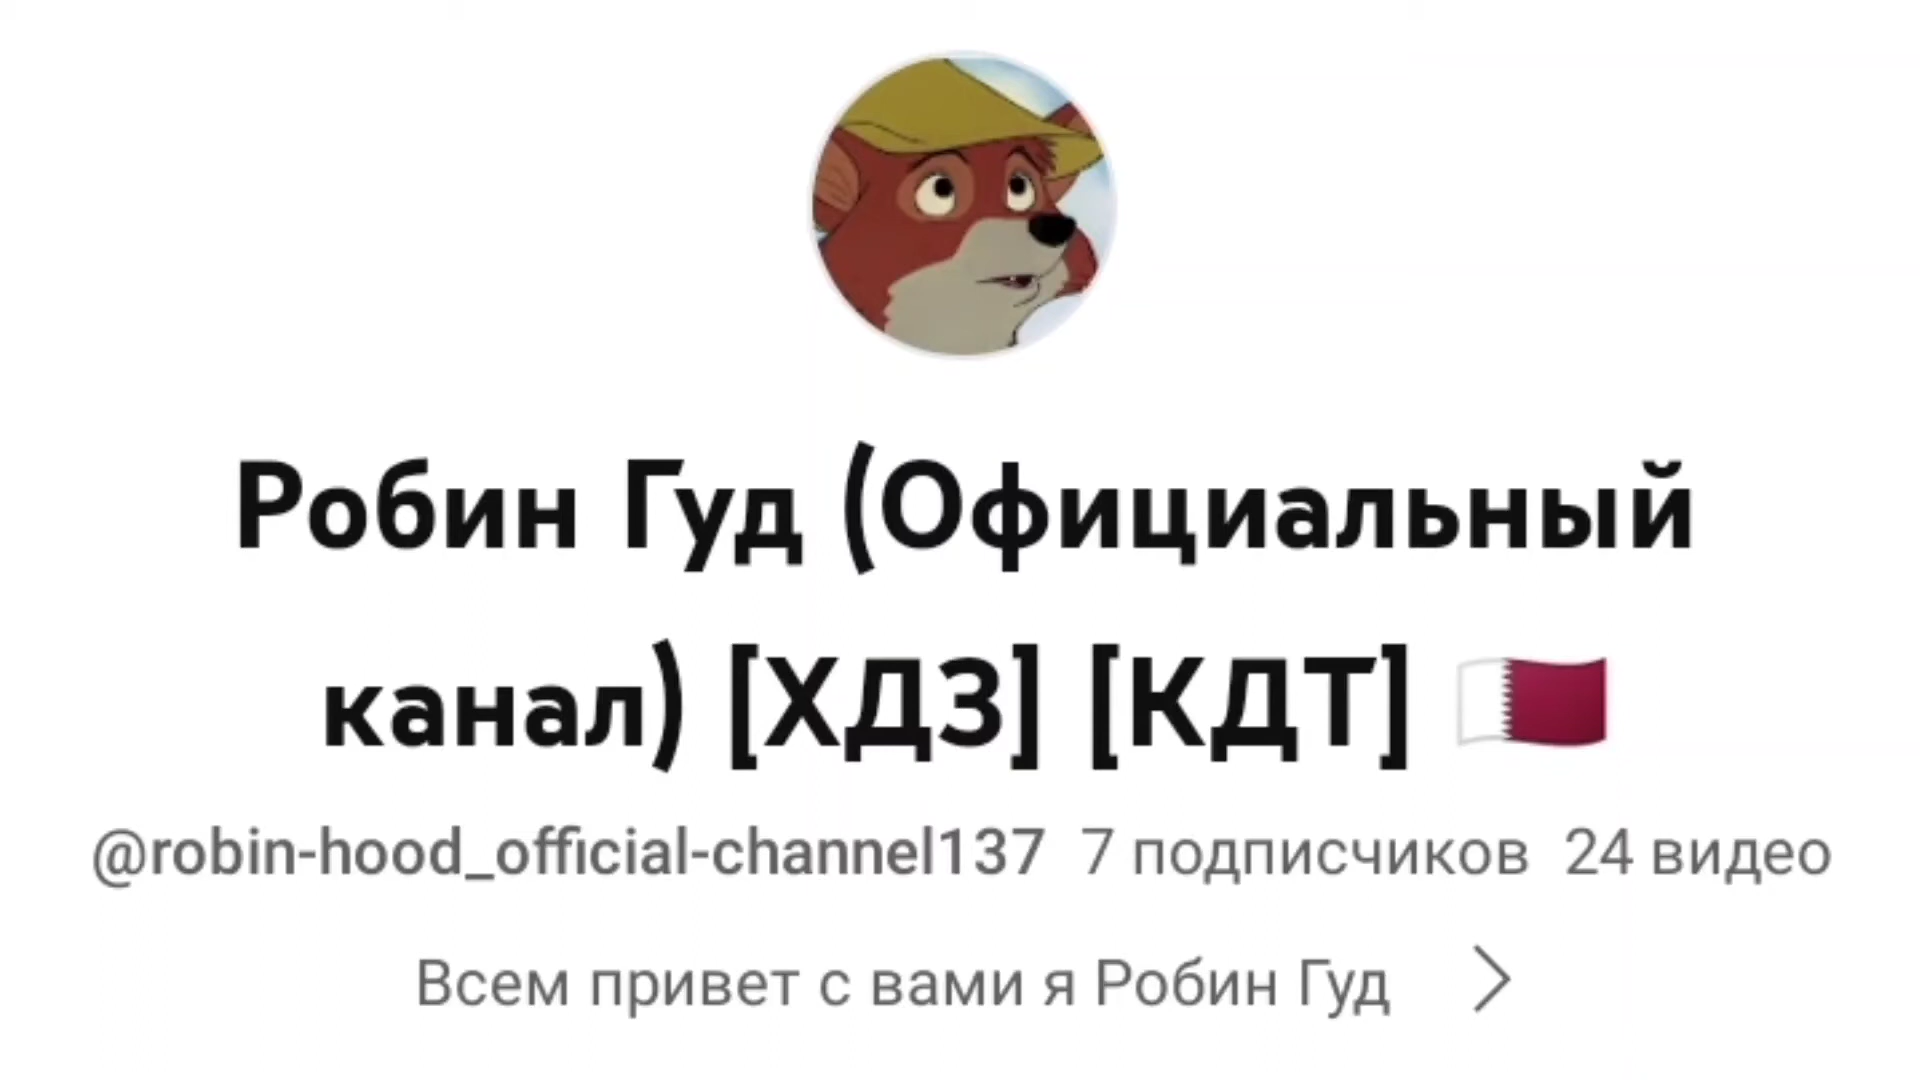 Робин Гуд (Официальный
канал) [ХДЗ] [КДТ] 🇶🇦
@robin-hood_official-channel137 7 подписчиков 24 видео
Всем привет с вами я Робин Гуд